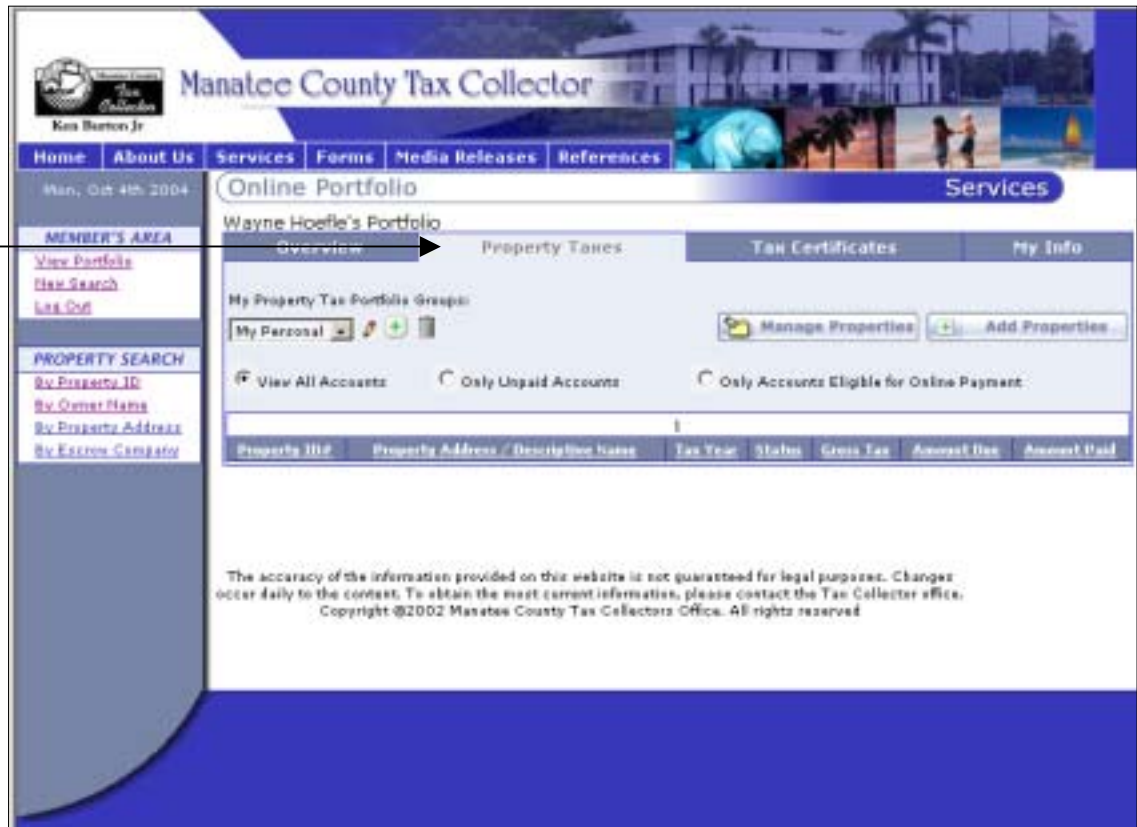 Manatee County
Tax
Collector
Ken Burton Jr
Manatee County Tax Collector
Home About Us Services Forms Media Releases References
Mon, Oct 4th 2004
Online Portfolio Services
Wayne Hoefle's Portfolio
MEMBER'S AREA
View Portfolio
New Search
Log Out
PROPERTY SEARCH
By Property ID
By Owner Name
By Property Address
By Escrow Company
Overview Property Taxes Tax Certificates My Info
My Property Tax Portfolio Groups:
My Personal Manage Properties Add Properties
View All Accounts Only Unpaid Accounts Only Accounts Eligible for Online Payment
1
Property ID# Property Address / Descriptive Name Tax Year Status Gross Tax Amount Due Amount Paid
The accuracy of the information provided on this website is not guaranteed for legal purposes. Changes
occur daily to the content. To obtain the most current information, please contact the Tax Collector office.
Copyright @2002 Manatee County Tax Collectors Office. All rights reserved